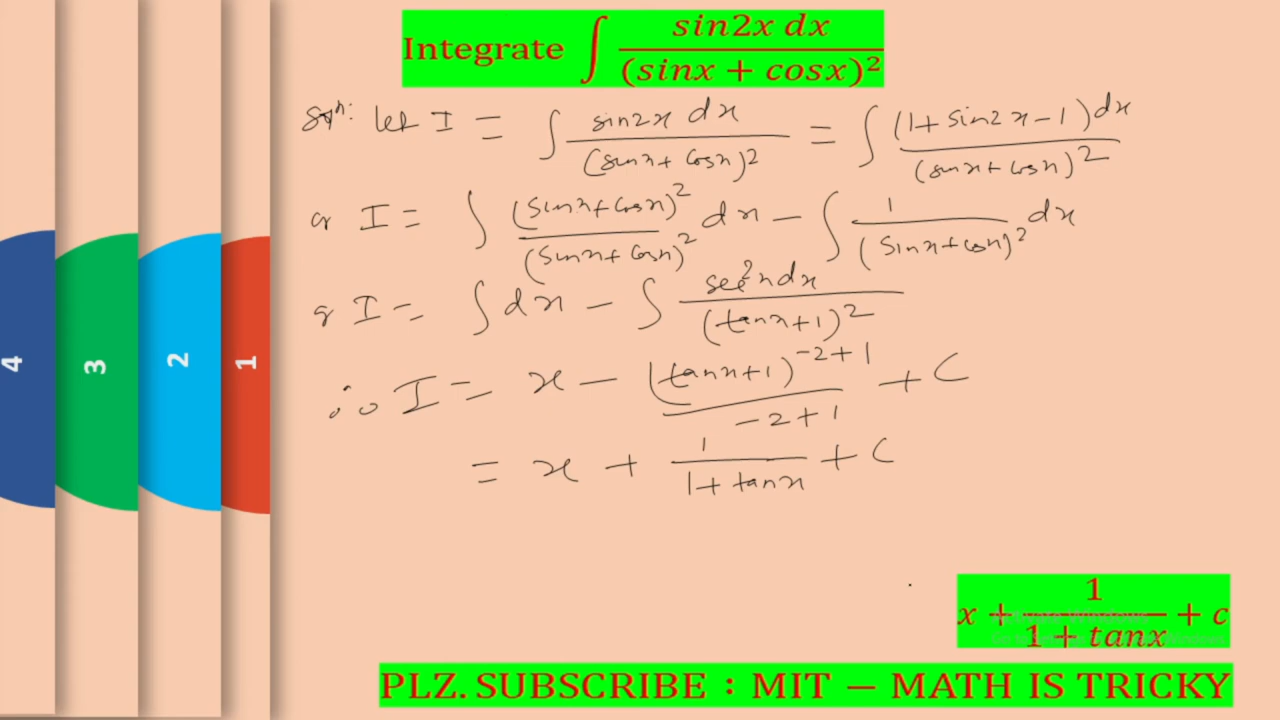 Integrate ∫ sin2x dx / (sinx + cosx)²
Solⁿ: let I = ∫ sin2x dx / (sinx + cosx)² = ∫ (1 + sin2x - 1) dx / (sinx + cosx)²
or I = ∫ (sinx + cosx)² / (sinx + cosx)² dx - ∫ 1 / (sinx + cosx)² dx
or I = ∫ dx - ∫ sec²x dx / (tanx + 1)²
∴ I = x - (tanx + 1)⁻²⁺¹ / -2+1 + C
= x + 1 / 1 + tanx + C
x + 1 / 1 + tanx + c
Activate Windows
PLZ. SUBSCRIBE : MIT − MATH IS TRICKY
4
3
2
1